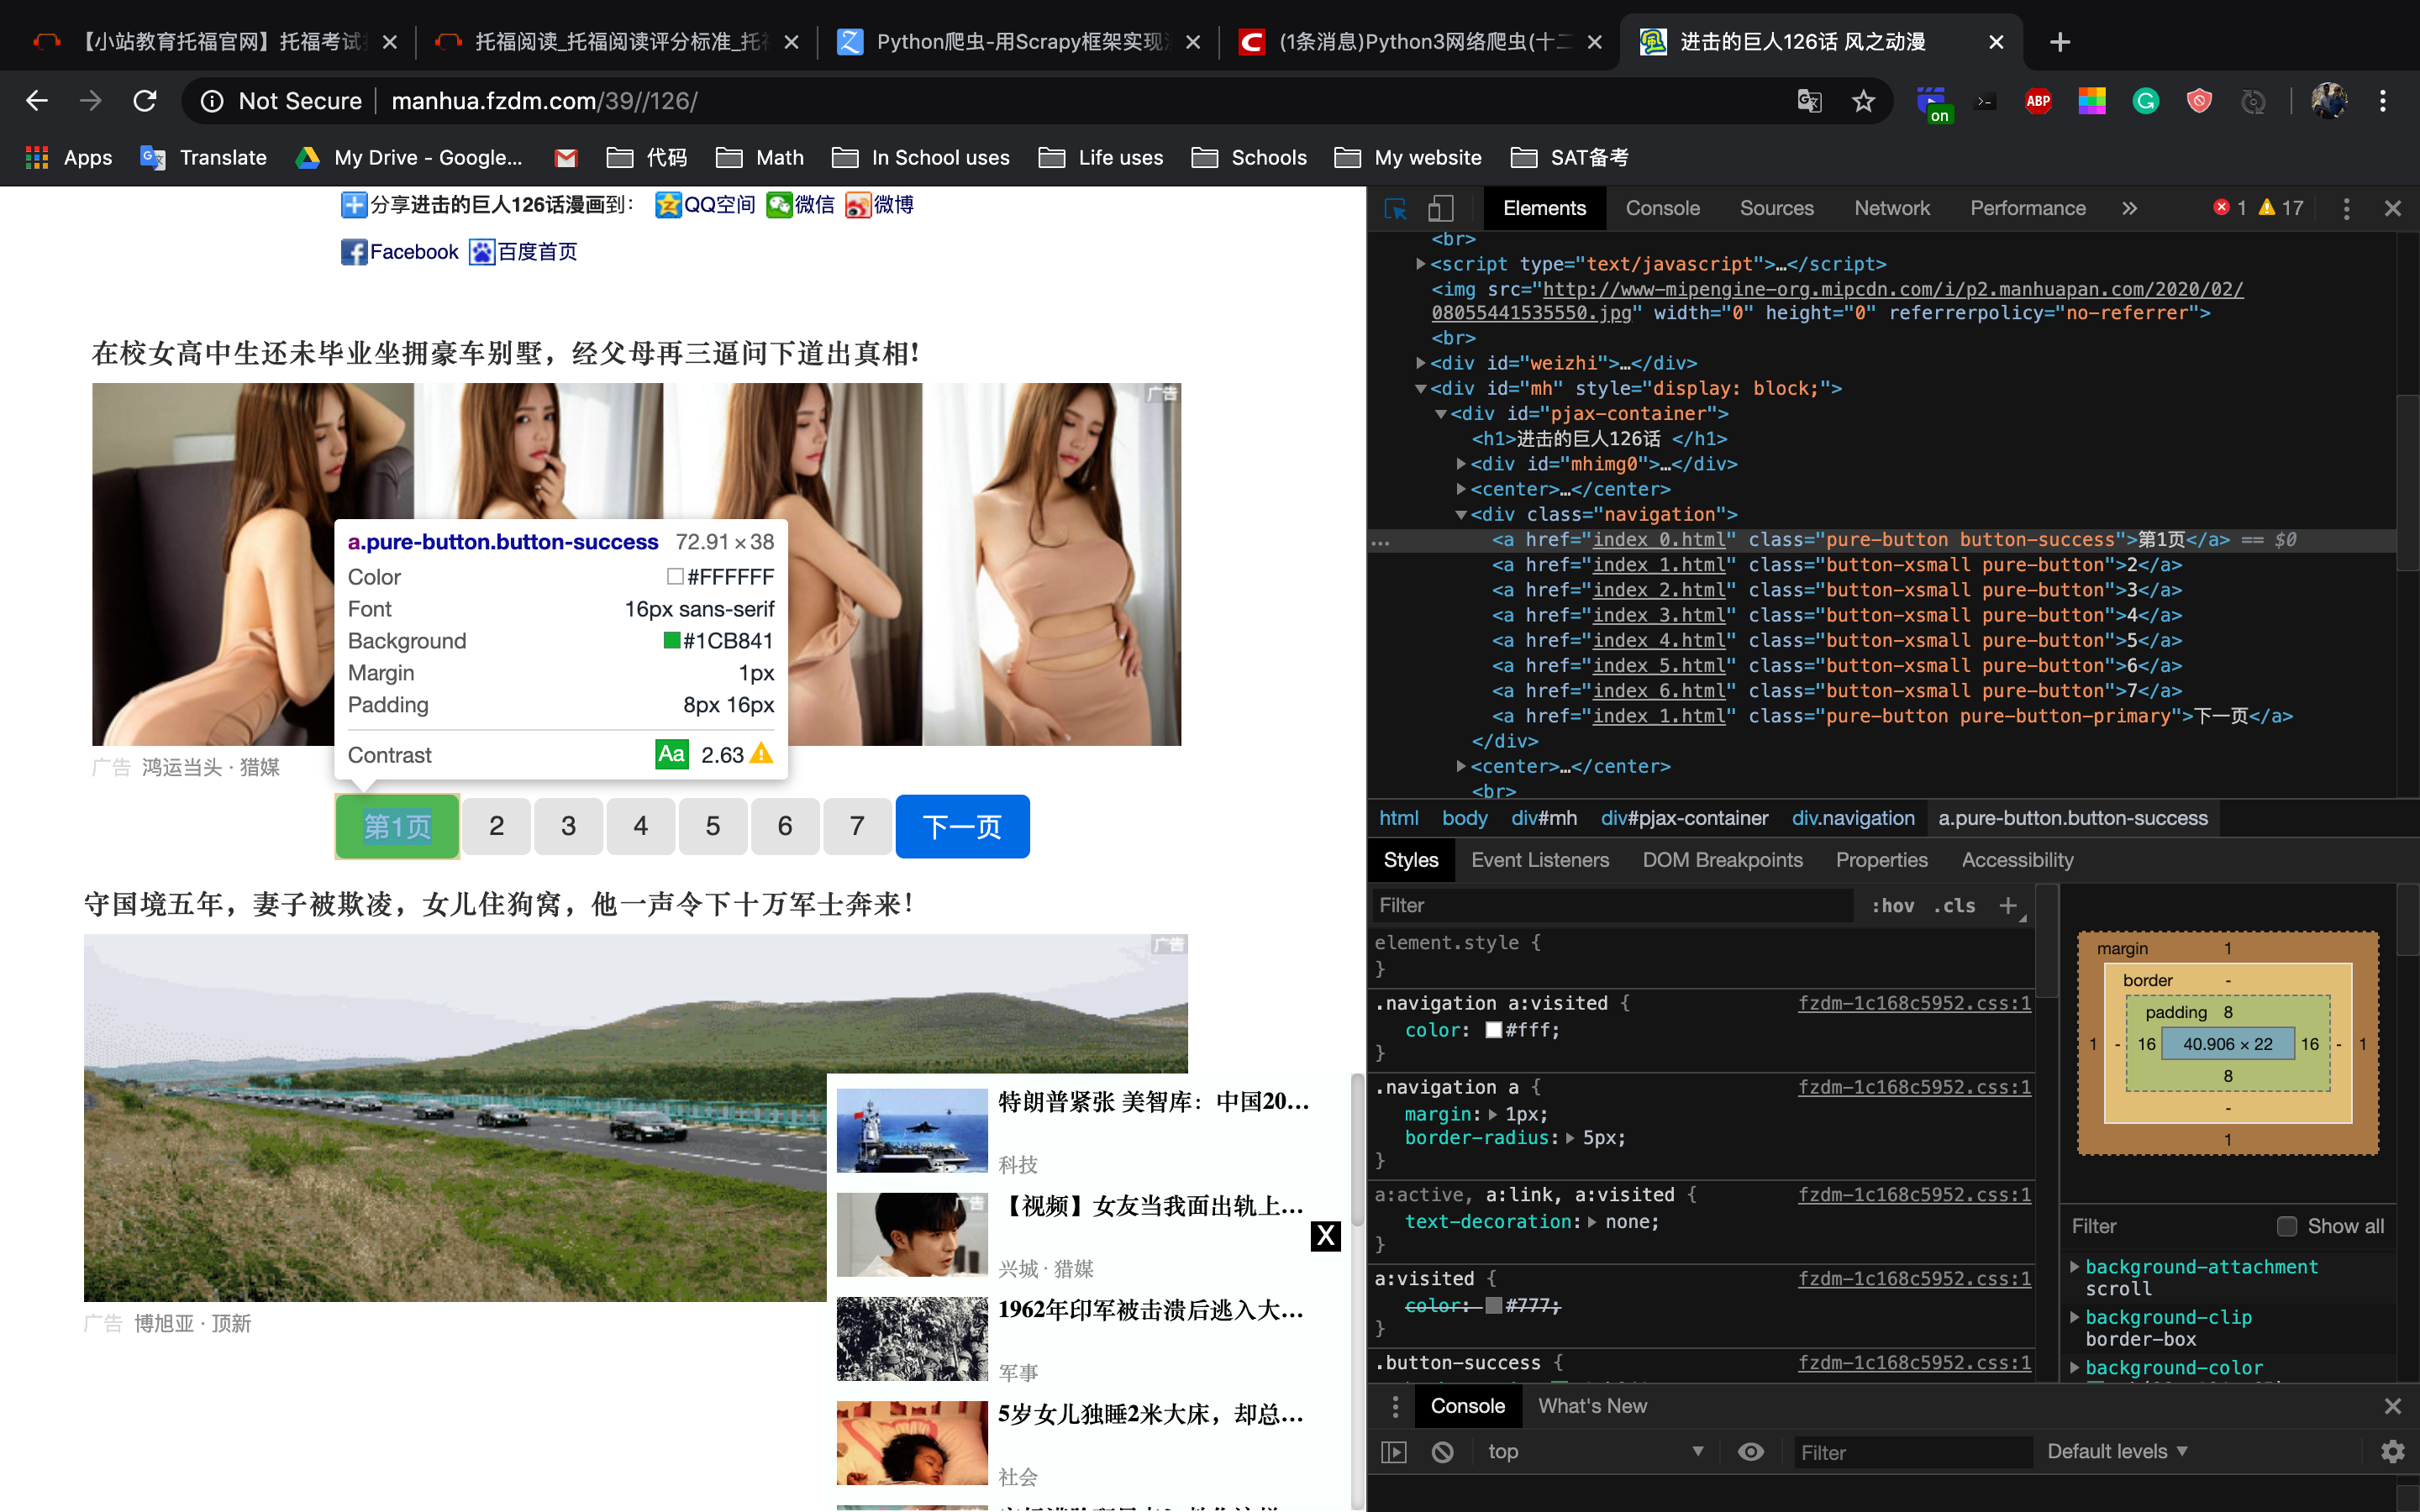 【小站教育托福官网】托福考试
托福阅读_托福阅读评分标准_托
Python爬虫-用Scrapy框架实现
(1条消息)Python3网络爬虫(十二
进击的巨人126话 风之动漫
Not Secure
manhua.fzdm.com/39//126/
on
ABP
Apps
Translate
My Drive - Google...
代码
Math
In School uses
Life uses
Schools
My website
SAT备考
分享进击的巨人126话漫画到：
QQ空间
微信
微博
Facebook
百度首页
在校女高中生还未毕业坐拥豪车别墅，经父母再三逼问下道出真相！
广告
a.pure-button.button-success 72.91 × 38
Color #FFFFFF
Font 16px sans-serif
Background #1CB841
Margin 1px
Padding 8px 16px
Contrast Aa 2.63
广告 鸿运当头 · 猎媒
第1页 2 3 4 5 6 7 下一页
守国境五年，妻子被欺凌，女儿住狗窝，他一声令下十万军士奔来！
广告
广告 博旭亚 · 顶新
特朗普紧张 美智库：中国20...
科技
广告
【视频】女友当我面出轨上...
X
兴城 · 猎媒
1962年印军被击溃后逃入大...
军事
5岁女儿独睡2米大床，却总...
社会
Elements Console Sources Network Performance » 1 17
<br>
<script type="text/javascript">…</script>
<img src="http://www-mipengine-org.mipcdn.com/i/p2.manhuapan.com/2020/02/
08055441535550.jpg" width="0" height="0" referrerpolicy="no-referrer">
<br>
<div id="weizhi">…</div>
<div id="mh" style="display: block;">
<div id="pjax-container">
<h1>进击的巨人126话 </h1>
<div id="mhimg0">…</div>
<center>…</center>
<div class="navigation">
… <a href="index_0.html" class="pure-button button-success">第1页</a> == $0
<a href="index_1.html" class="button-xsmall pure-button">2</a>
<a href="index_2.html" class="button-xsmall pure-button">3</a>
<a href="index_3.html" class="button-xsmall pure-button">4</a>
<a href="index_4.html" class="button-xsmall pure-button">5</a>
<a href="index_5.html" class="button-xsmall pure-button">6</a>
<a href="index_6.html" class="button-xsmall pure-button">7</a>
<a href="index_1.html" class="pure-button pure-button-primary">下一页</a>
</div>
<center>…</center>
<br>
html body div#mh div#pjax-container div.navigation a.pure-button.button-success
Styles Event Listeners DOM Breakpoints Properties Accessibility
Filter :hov .cls +
element.style {
}
.navigation a:visited { fzdm-1c168c5952.css:1
color: #fff;
}
.navigation a { fzdm-1c168c5952.css:1
margin: 1px;
border-radius: 5px;
}
a:active, a:link, a:visited { fzdm-1c168c5952.css:1
text-decoration: none;
}
a:visited { fzdm-1c168c5952.css:1
color: #777;
}
.button-success { fzdm-1c168c5952.css:1
margin 1
border -
padding 8
1 - 16 40.906 × 22 16 - 1
8
-
1
Filter Show all
background-attachment
scroll
background-clip
border-box
background-color
Console What's New
top Filter Default levels